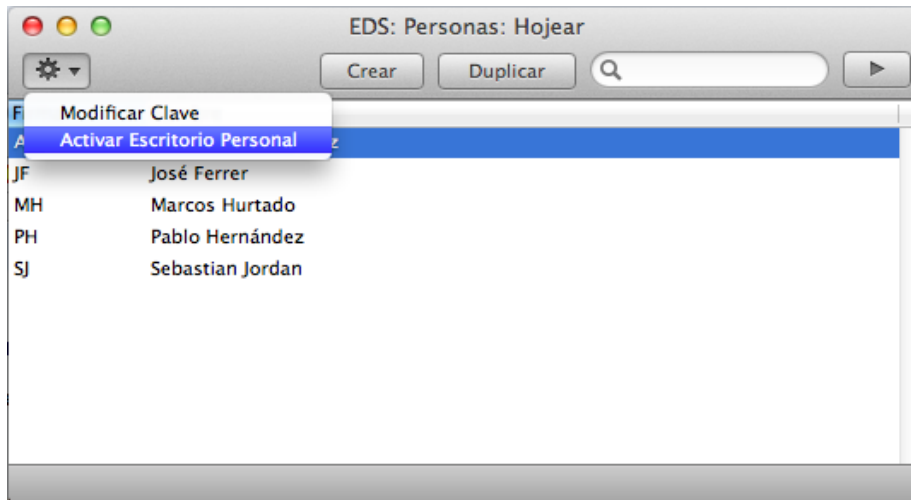 EDS: Personas: Hojear
Crear Duplicar
Modificar Clave
Activar Escritorio Personal
JF José Ferrer
MH Marcos Hurtado
PH Pablo Hernández
SJ Sebastian Jordan